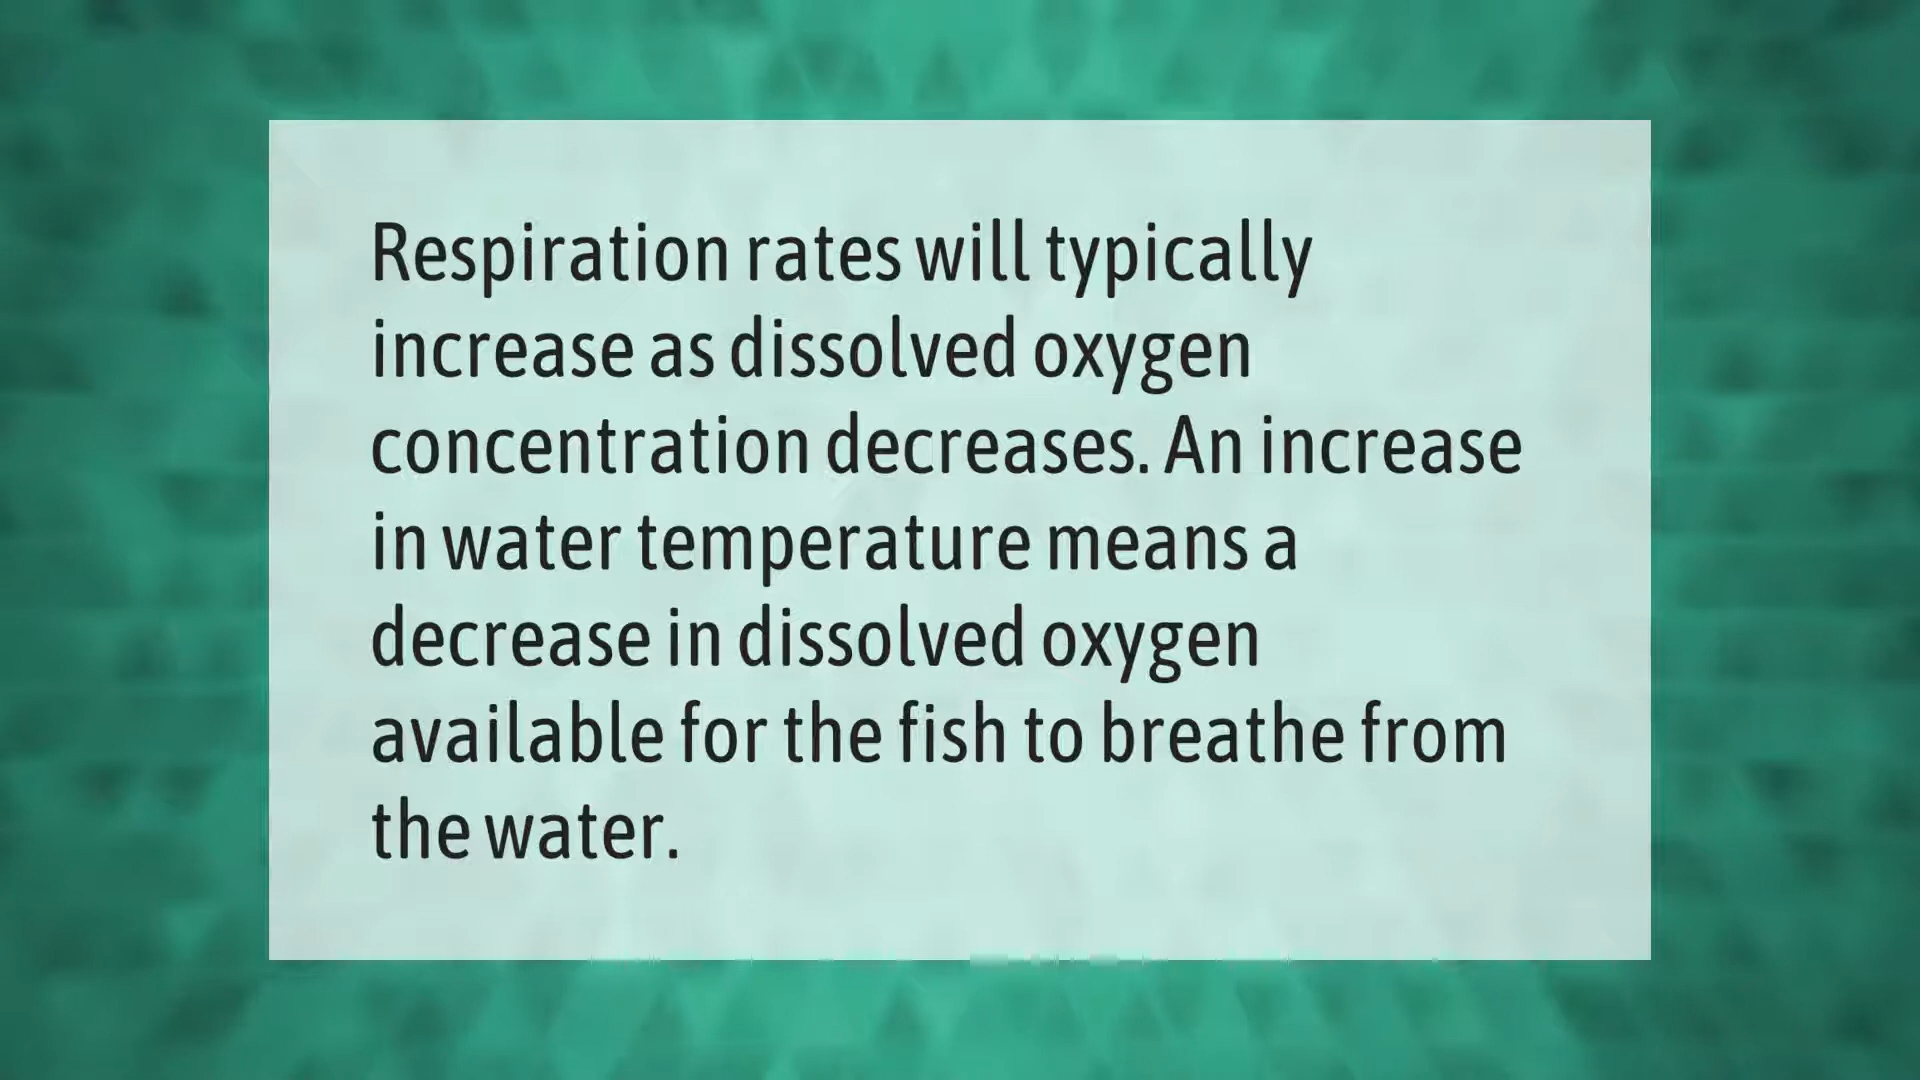 Respiration rates will typically
increase as dissolved oxygen
concentration decreases. An increase
in water temperature means a
decrease in dissolved oxygen
available for the fish to breathe from
the water.